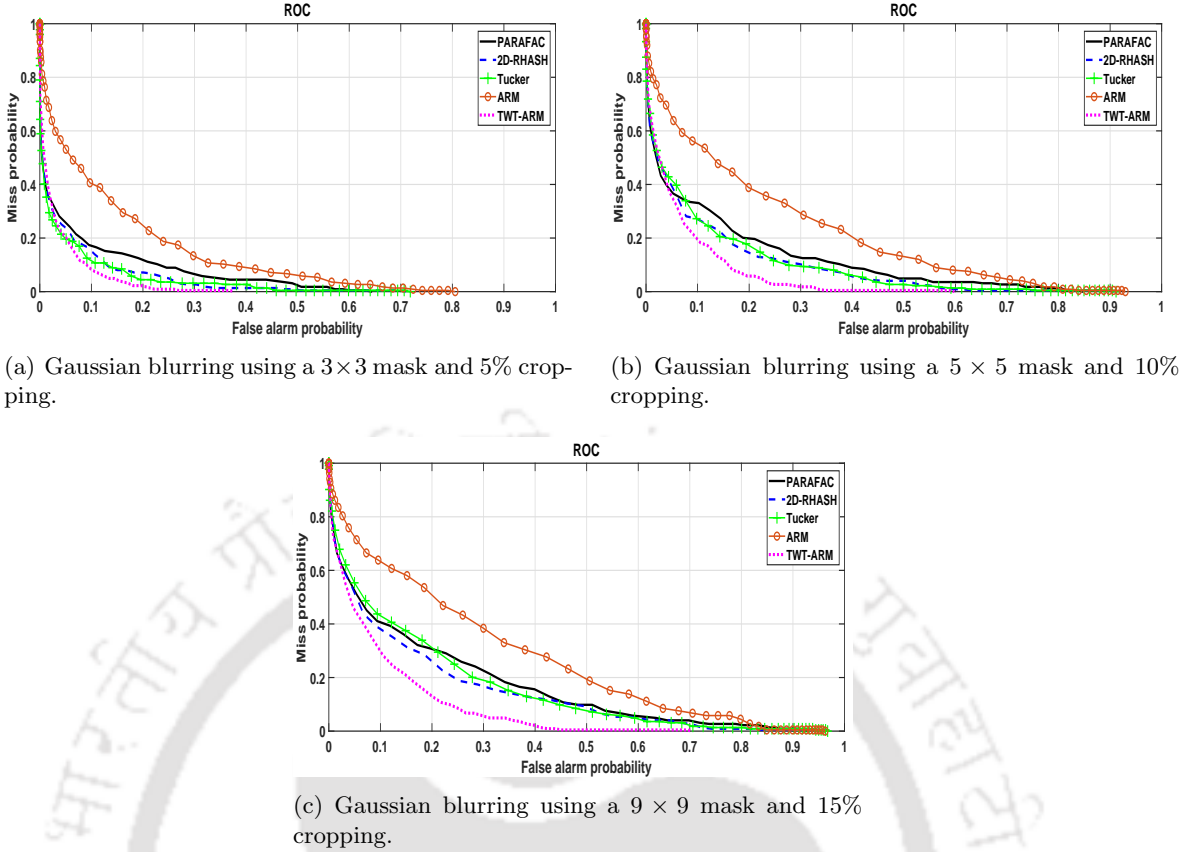 ROC
1
0.8
0.6
0.4
0.2
0
Miss probability
0 0.1 0.2 0.3 0.4 0.5 0.6 0.7 0.8 0.9 1
False alarm probability
PARAFAC
2D-RHASH
Tucker
ARM
TWT-ARM
(a) Gaussian blurring using a 3×3 mask and 5% crop-
ping.
ROC
1
0.8
0.6
0.4
0.2
0
Miss probability
0 0.1 0.2 0.3 0.4 0.5 0.6 0.7 0.8 0.9 1
False alarm probability
PARAFAC
2D-RHASH
Tucker
ARM
TWT-ARM
(b) Gaussian blurring using a 5 × 5 mask and 10%
cropping.
ROC
1
0.8
0.6
0.4
0.2
0
Miss probability
0 0.1 0.2 0.3 0.4 0.5 0.6 0.7 0.8 0.9 1
False alarm probability
PARAFAC
2D-RHASH
Tucker
ARM
TWT-ARM
(c) Gaussian blurring using a 9 × 9 mask and 15%
cropping.